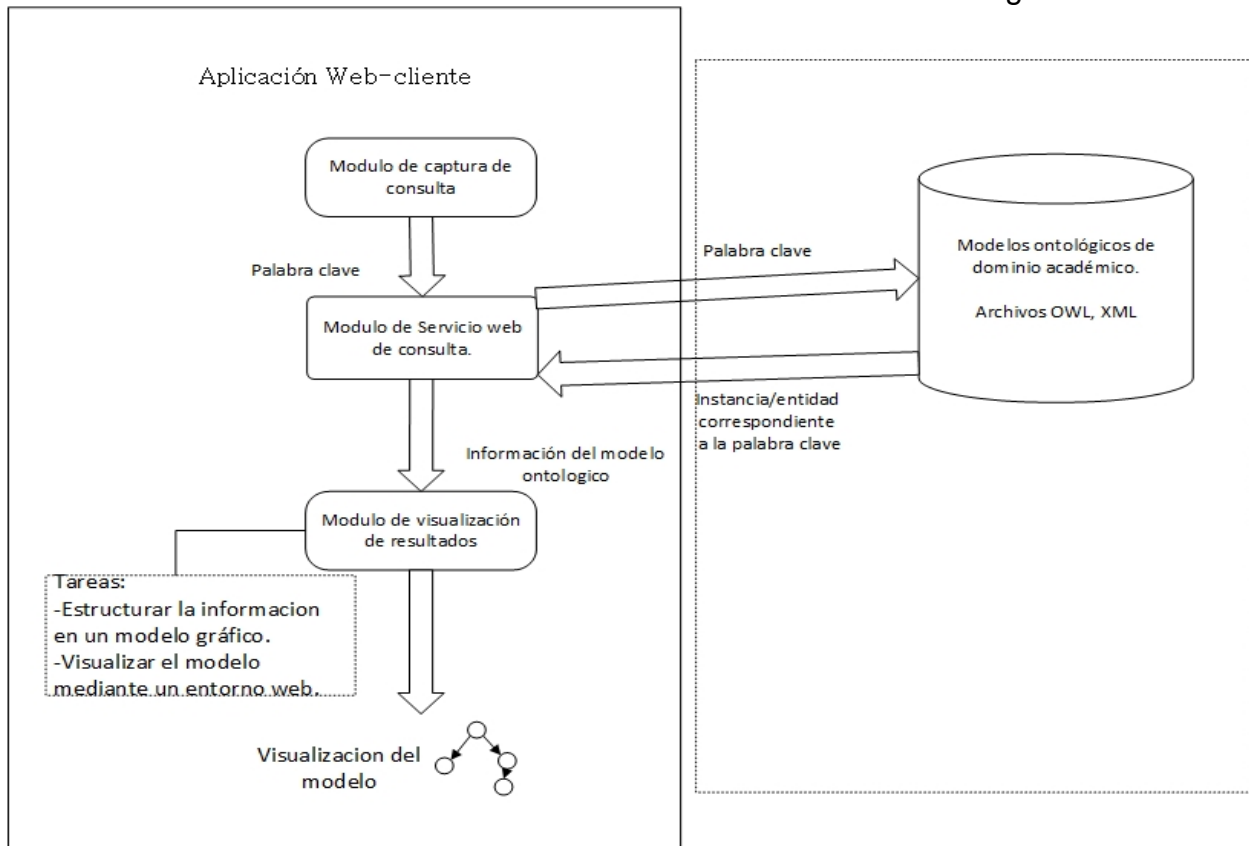 Aplicación Web-cliente
Modulo de captura de
consulta
Palabra clave
Modulo de Servicio web
de consulta.
Palabra clave
Modelos ontológicos de
dominio académico.
Archivos OWL, XML
Instancia/entidad
correspondiente
a la palabra clave
Información del modelo
ontologico
Modulo de visualización
de resultados
Tareas:
-Estructurar la informacion
en un modelo gráfico.
-Visualizar el modelo
mediante un entorno web.
Visualizacion del
modelo